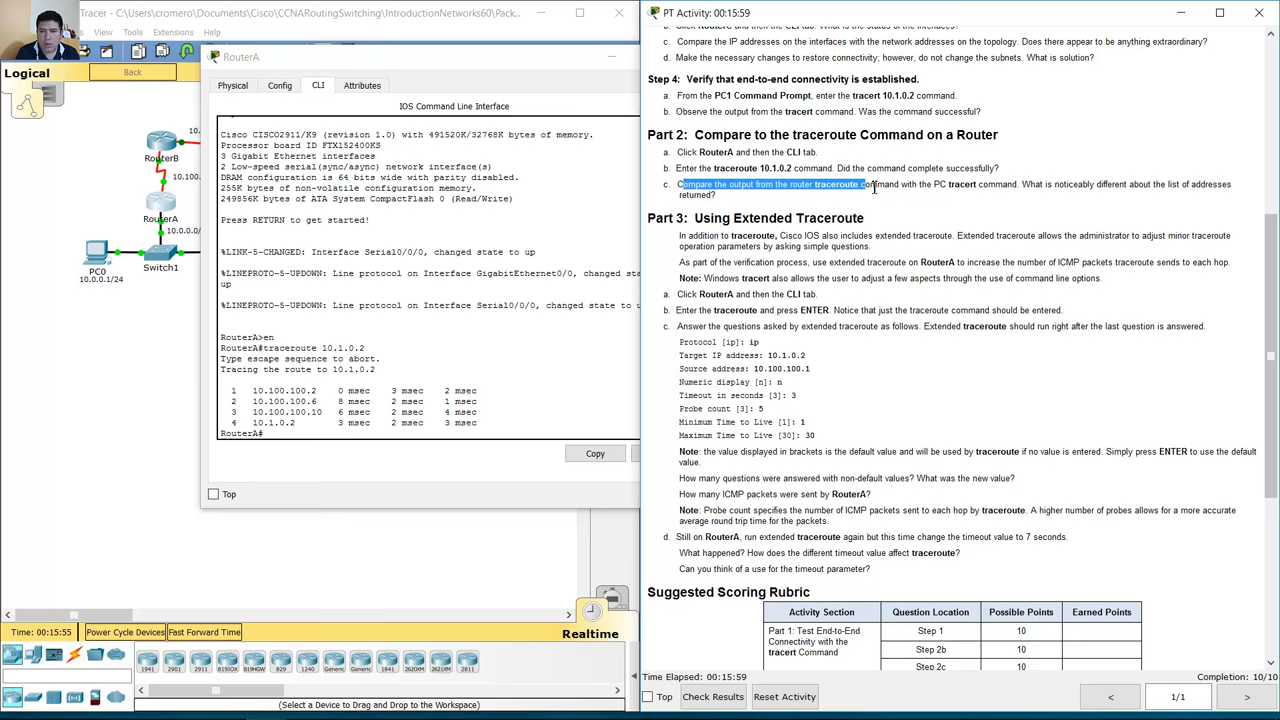 Tracer - C:\cromero\Documents\Cisco\CCNARoutingSwitching\IntroductionNetworks60\Pack...
View Tools Extensions Help
Logical
Back
RouterB
RouterA
10.100.
10.0.0.
PC0
10.0.0.1/24
Switch1
RouterA
Physical
Config
CLI
Attributes
IOS Command Line Interface
Cisco CISCO2911/K9 (revision 1.0) with 491520K/32768K bytes of memory.
Processor board ID FTX152400KS
3 Gigabit Ethernet interfaces
2 Low-speed serial(sync/async) network interface(s)
DRAM configuration is 64 bits wide with parity disabled.
255K bytes of non-volatile configuration memory.
249856K bytes of ATA System CompactFlash 0 (Read/Write)
Press RETURN to get started!
%LINK-5-CHANGED: Interface Serial0/0/0, changed state to up
%LINEPROTO-5-UPDOWN: Line protocol on Interface GigabitEthernet0/0, changed sta
up
%LINEPROTO-5-UPDOWN: Line protocol on Interface Serial0/0/0, changed state to u
RouterA>en
RouterA#traceroute 10.1.0.2
Type escape sequence to abort.
Tracing the route to 10.1.0.2
1 10.100.100.2 0 msec 3 msec 2 msec
2 10.100.100.6 8 msec 2 msec 1 msec
3 10.100.100.10 6 msec 2 msec 4 msec
4 10.1.0.2 3 msec 2 msec 3 msec
RouterA#
Copy
Top
Realtime
Time: 00:15:55
Power Cycle Devices
Fast Forward Time
1941 2901 2911 819IOX 819HGW 829 1240 Generic Generic 1841 2620XM 2621XM 2811
(Select a Device to Drag and Drop to the Workspace)
PT Activity: 00:15:59
c. Compare the IP addresses on the interfaces with the network addresses on the topology. Does there appear to be anything extraordinary?
d. Make the necessary changes to restore connectivity; however, do not change the subnets. What is solution?
Step 4: Verify that end-to-end connectivity is established.
a. From the PC1 Command Prompt, enter the tracert 10.1.0.2 command.
b. Observe the output from the tracert command. Was the command successful?
Part 2: Compare to the traceroute Command on a Router
a. Click RouterA and then the CLI tab.
b. Enter the traceroute 10.1.0.2 command. Did the command complete successfully?
c. Compare the output from the router traceroute command with the PC tracert command. What is noticeably different about the list of addresses
returned?
Part 3: Using Extended Traceroute
In addition to traceroute, Cisco IOS also includes extended traceroute. Extended traceroute allows the administrator to adjust minor traceroute
operation parameters by asking simple questions.
As part of the verification process, use extended traceroute on RouterA to increase the number of ICMP packets traceroute sends to each hop.
Note: Windows tracert also allows the user to adjust a few aspects through the use of command line options.
a. Click RouterA and then the CLI tab.
b. Enter the traceroute and press ENTER. Notice that just the traceroute command should be entered.
c. Answer the questions asked by extended traceroute as follows. Extended traceroute should run right after the last question is answered.
Protocol [ip]: ip
Target IP address: 10.1.0.2
Source address: 10.100.100.1
Numeric display [n]: n
Timeout in seconds [3]: 3
Probe count [3]: 5
Minimum Time to Live [1]: 1
Maximum Time to Live [30]: 30
Note: the value displayed in brackets is the default value and will be used by traceroute if no value is entered. Simply press ENTER to use the default
value.
How many questions were answered with non-default values? What was the new value?
How many ICMP packets were sent by RouterA?
Note: Probe count specifies the number of ICMP packets sent to each hop by traceroute. A higher number of probes allows for a more accurate
average round trip time for the packets.
d. Still on RouterA, run extended traceroute again but this time change the timeout value to 7 seconds.
What happened? How does the different timeout value affect traceroute?
Can you think of a use for the timeout parameter?
Suggested Scoring Rubric
Activity Section
Question Location
Possible Points
Earned Points
Part 1: Test End-to-End
Connectivity with the
tracert Command
Step 1 10
Step 2b 10
Step 2c 10
Time Elapsed: 00:15:59
Completion: 10/10
Top
Check Results
Reset Activity
<
1/1
>